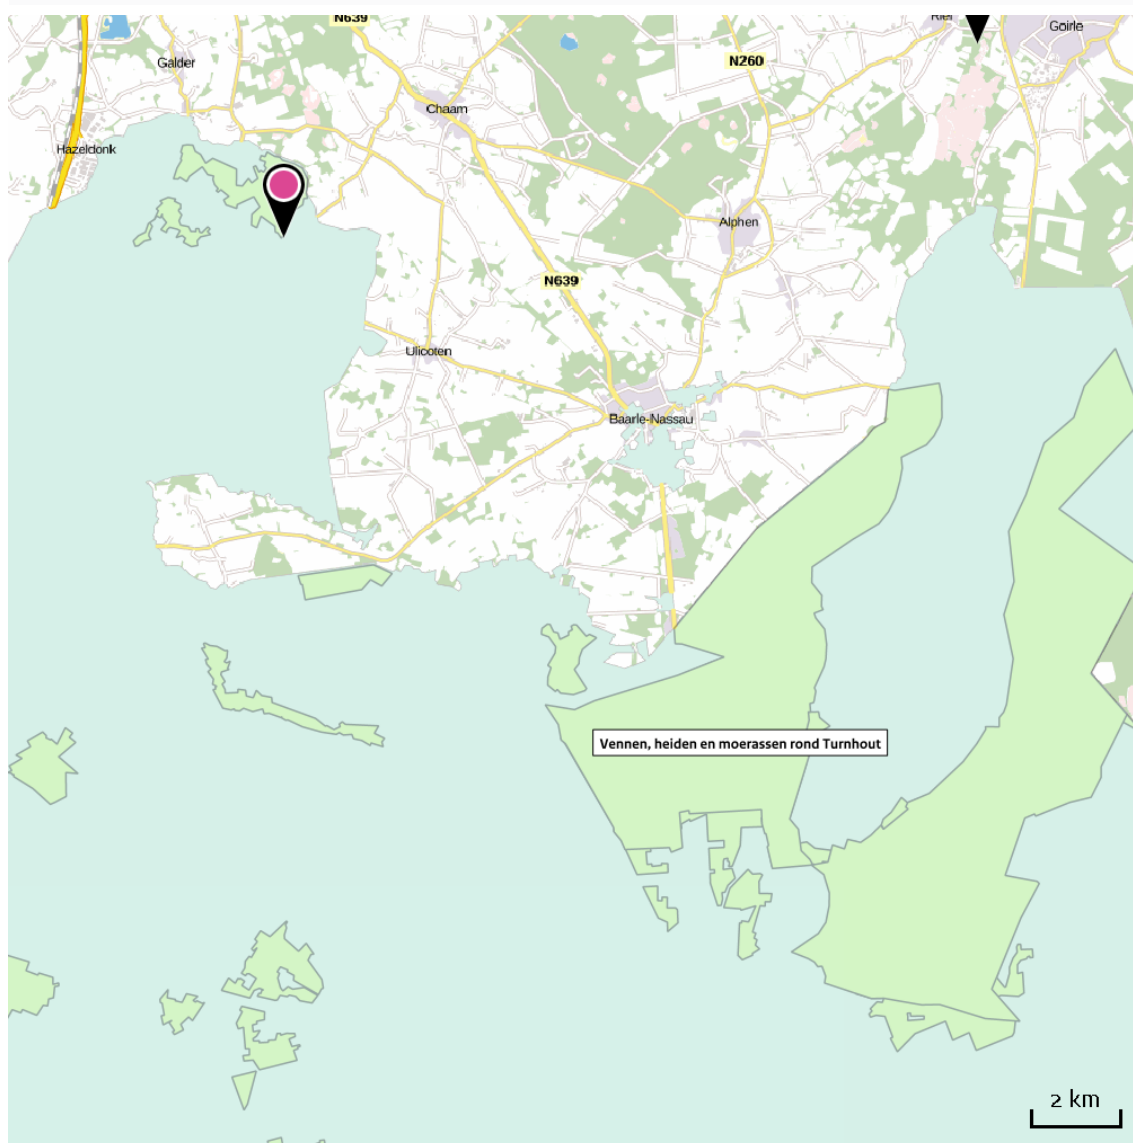 N639
Riel
Goirle
Galder
N260
Chaam
Hazeldonk
Alphen
N639
Ulicoten
Baarle-Nassau
Vennen, heiden en moerassen rond Turnhout
2 km